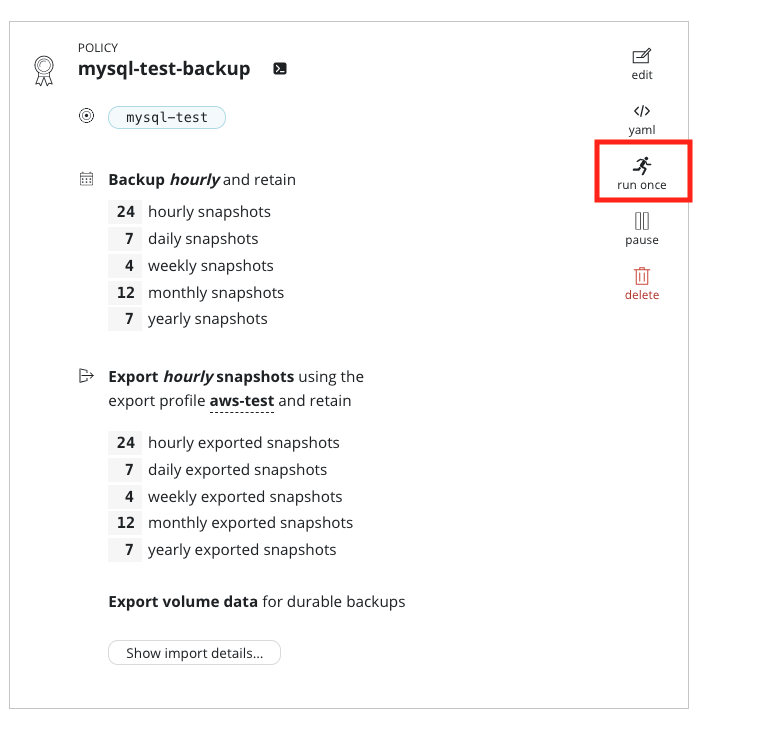 POLICY
mysql-test-backup
mysql-test
Backup hourly and retain
24 hourly snapshots
7 daily snapshots
4 weekly snapshots
12 monthly snapshots
7 yearly snapshots
Export hourly snapshots using the
export profile aws-test and retain
24 hourly exported snapshots
7 daily exported snapshots
4 weekly exported snapshots
12 monthly exported snapshots
7 yearly exported snapshots
Export volume data for durable backups
Show import details...
edit
yaml
run once
pause
delete